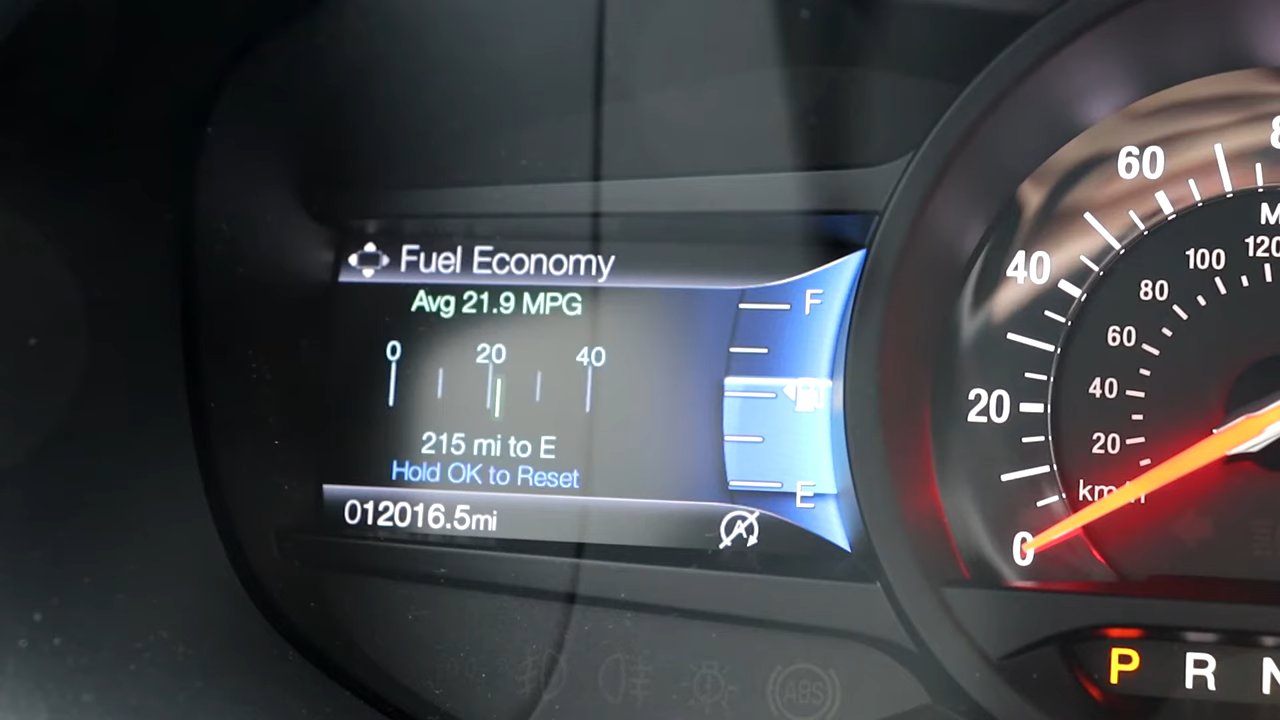 Fuel Economy
Avg 21.9 MPG
0 20 40
215 mi to E
Hold OK to Reset
012016.5mi
F
E
A
0
20
40
60
20
40
60
80
100
120
P R N
ABS